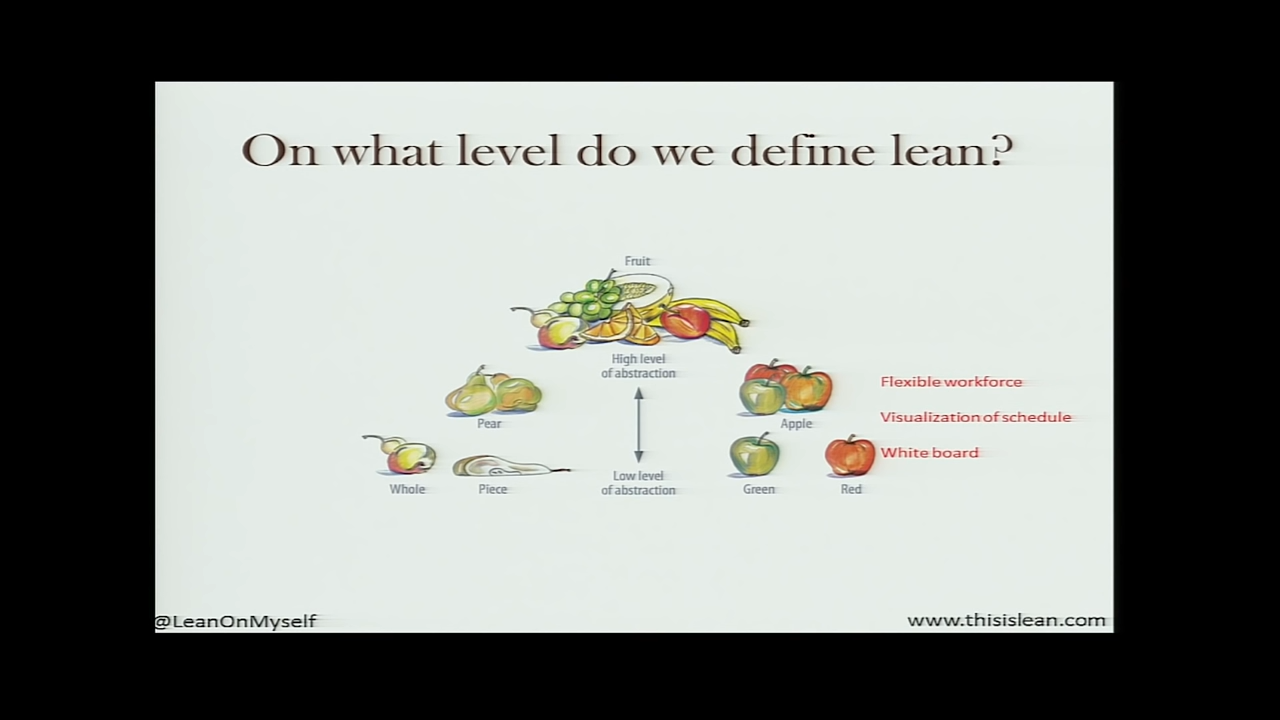 On what level do we define lean?
Fruit
High level
of abstraction
Pear
Apple
Flexible workforce
Visualization of schedule
White board
Whole
Piece
Low level
of abstraction
Green
Red
@LeanOnMyself
www.thisislean.com